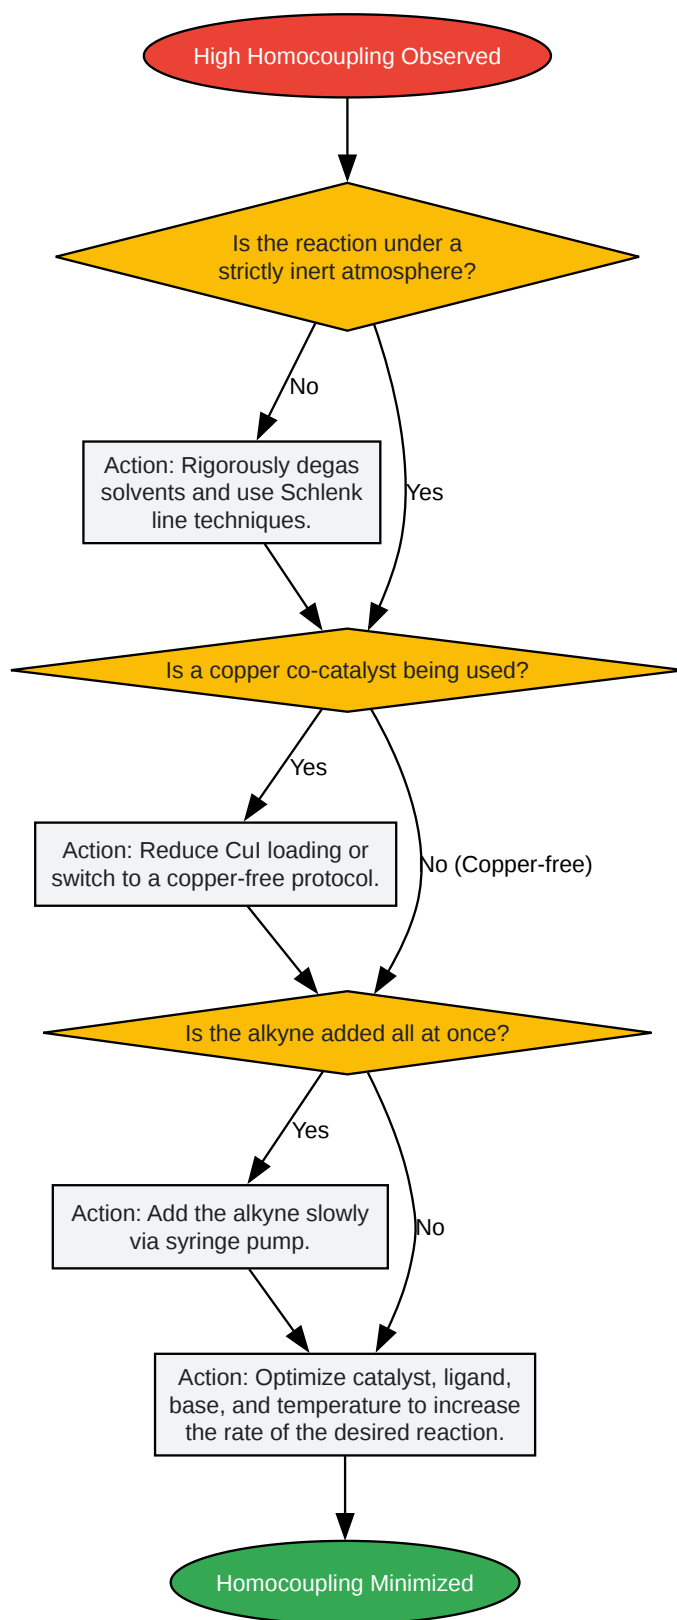 High Homocoupling Observed
Is the reaction under a
strictly inert atmosphere?
No
Action: Rigorously degas
solvents and use Schlenk
line techniques.
Yes
Is a copper co-catalyst being used?
Yes
Action: Reduce CuI loading or
switch to a copper-free protocol.
No (Copper-free)
Is the alkyne added all at once?
Yes
Action: Add the alkyne slowly
via syringe pump.
No
Action: Optimize catalyst, ligand,
base, and temperature to increase
the rate of the desired reaction.
Homocoupling Minimized